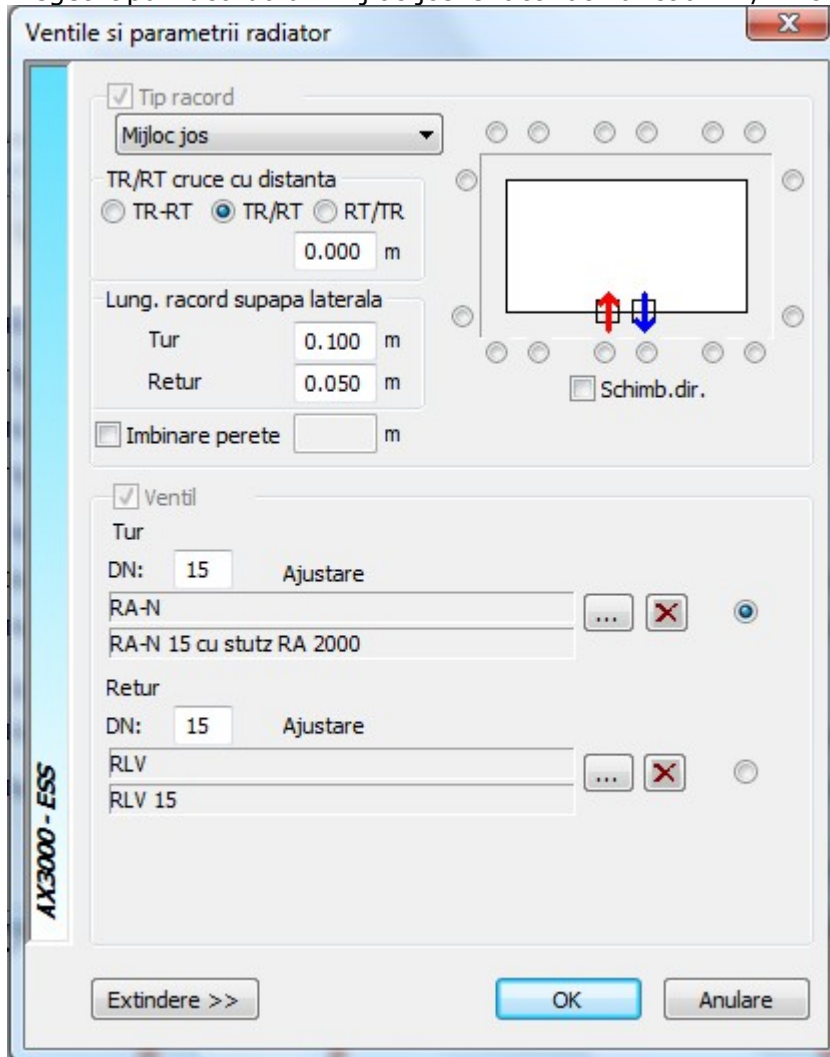 Ventile si parametrii radiator
Tip racord
Mijloc jos
TR/RT cruce cu distanta
TR-RT TR/RT RT/TR
0.000 m
Lung. racord supapa laterala
Tur 0.100 m
Retur 0.050 m
Schimb.dir.
Imbinare perete m
Ventil
Tur
DN: 15 Ajustare
RA-N
...
RA-N 15 cu stutz RA 2000
Retur
DN: 15 Ajustare
RLV
...
RLV 15
AX3000 - ESS
Extindere >> OK Anulare